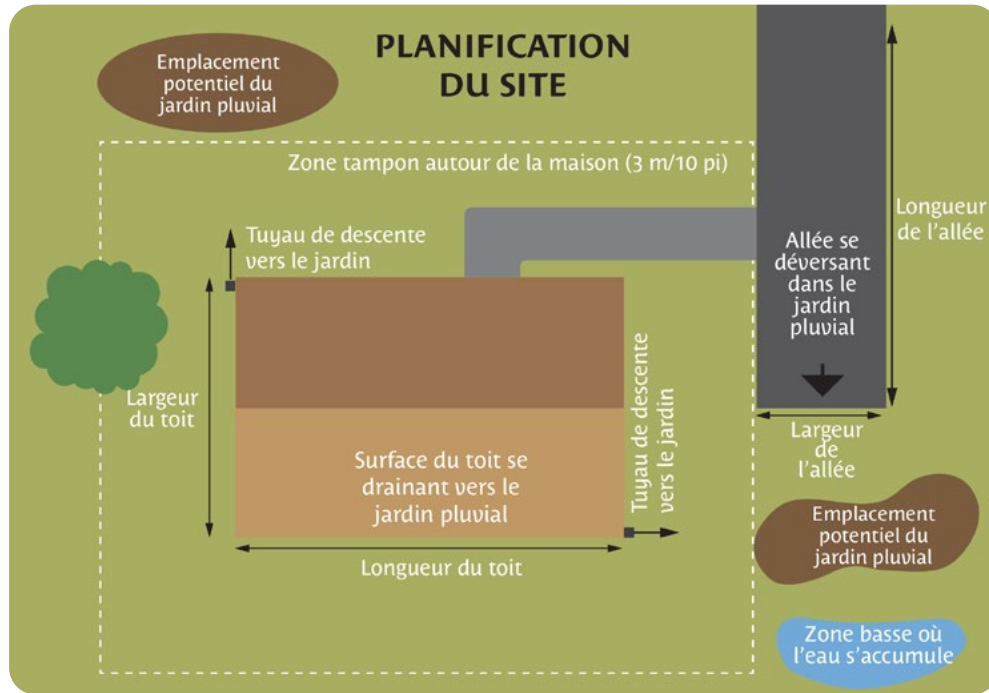 PLANIFICATION
DU SITE
Emplacement
potentiel du
jardin pluvial
Zone tampon autour de la maison (3 m/10 pi)
Tuyau de descente
vers le jardin
Longueur
de l'allée
Allée se
déversant
dans le
jardin
pluvial
Largeur
du toit
Tuyau de descente
vers le jardin
Surface du toit se
drainant vers le
jardin pluvial
Largeur
de
l'allée
Longueur du toit
Emplacement
potentiel du
jardin pluvial
Zone basse où
l'eau s'accumule